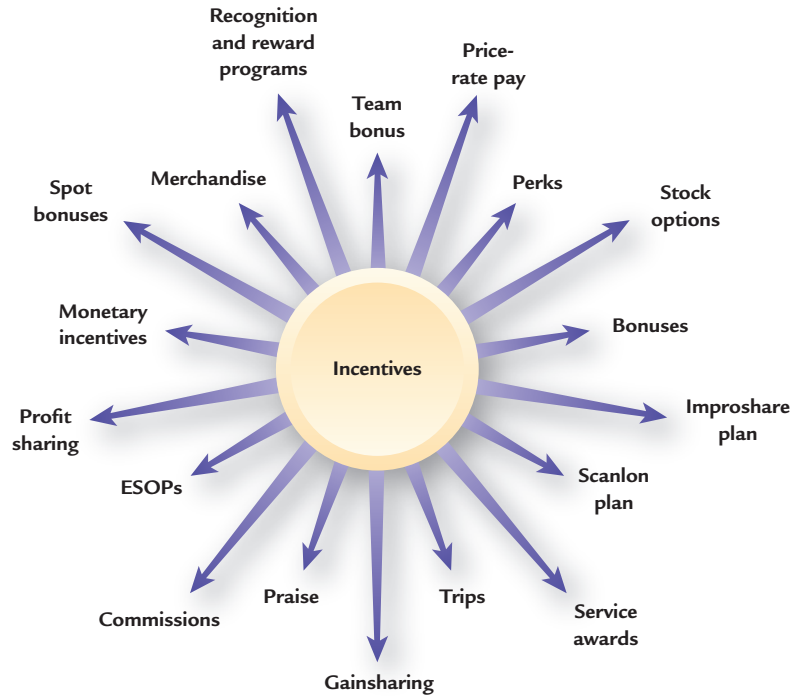 Recognition
and reward
programs
Price-
rate pay
Team
bonus
Merchandise
Perks
Spot
bonuses
Stock
options
Monetary
incentives
Bonuses
Incentives
Profit
sharing
Improshare
plan
ESOPs
Scanlon
plan
Commissions
Praise
Trips
Service
awards
Gainsharing